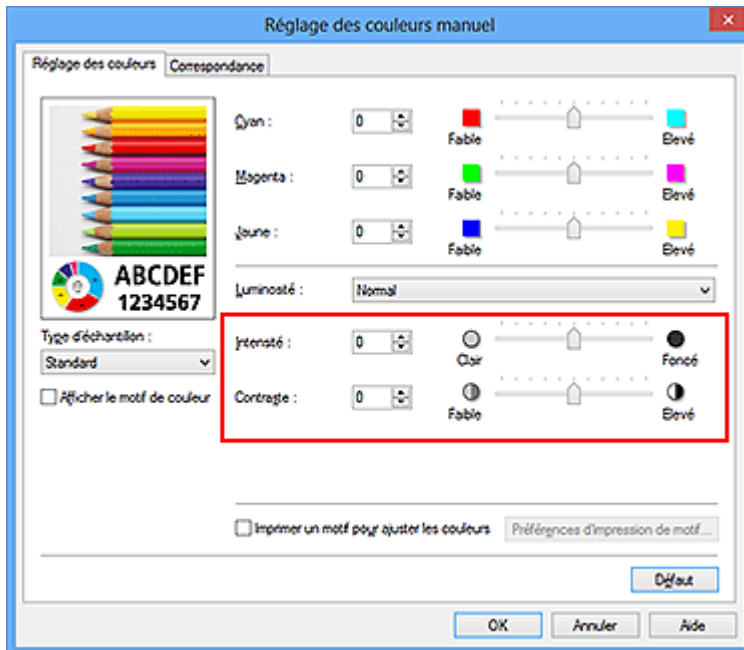 Réglage des couleurs manuel
Réglage des couleurs Correspondance
Cyan : 0 Faible Elevé
Magenta : 0 Faible Elevé
Jaune : 0 Faible Elevé
ABCDEF
1234567
Luminosité : Normal
Type d'échantillon :
Standard
Afficher le motif de couleur
Intensité : 0 Clair Foncé
Contraste : 0 Faible Elevé
Imprimer un motif pour ajuster les couleurs Préférences d'impression de motif...
Défaut
OK Annuler Aide